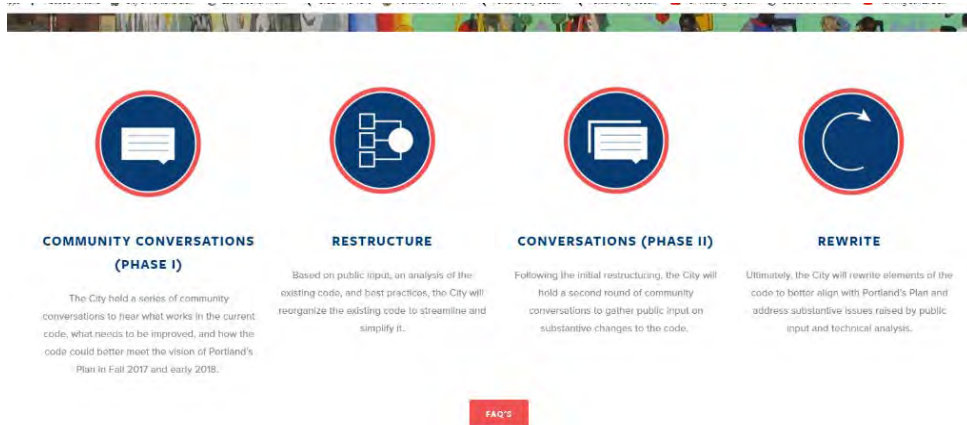 COMMUNITY CONVERSATIONS
(PHASE I)
The City held a series of community
conversations to hear what works in the current
code, what needs to be improved, and how the
code could better meet the vision of Portland's
Plan in Fall 2017 and early 2018.
RESTRUCTURE
Based on public input, an analysis of the
existing code, and best practices, the City will
reorganize the existing code to streamline and
simplify it.
CONVERSATIONS (PHASE II)
Following the initial restructuring, the City will
hold a second round of community
conversations to gather public input on
substantive changes to the code.
REWRITE
Ultimately, the City will rewrite elements of the
code to better align with Portland's Plan and
address substantive issues raised by public
input and technical analysis.
FAQ'S